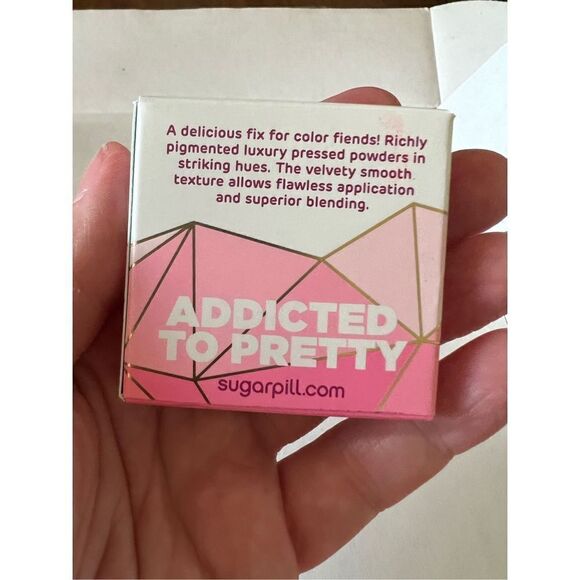 A delicious fix for color fiends! Richly
pigmented luxury pressed powders in
striking hues. The velvety smooth
texture allows flawless application
and superior blending.
ADDICTED
TO PRETTY
sugarpill.com